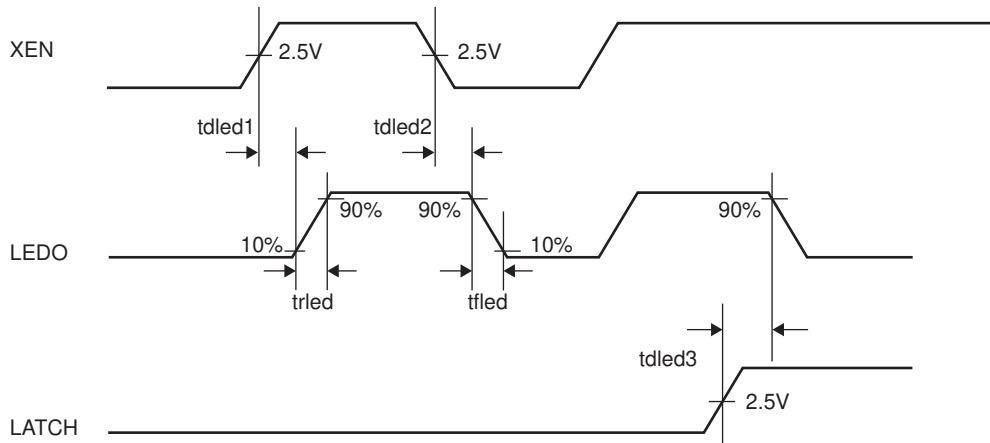 XEN
2.5V
2.5V
tdled1
tdled2
90%
90%
90%
10%
10%
LEDO
trled
tfled
tdled3
2.5V
LATCH